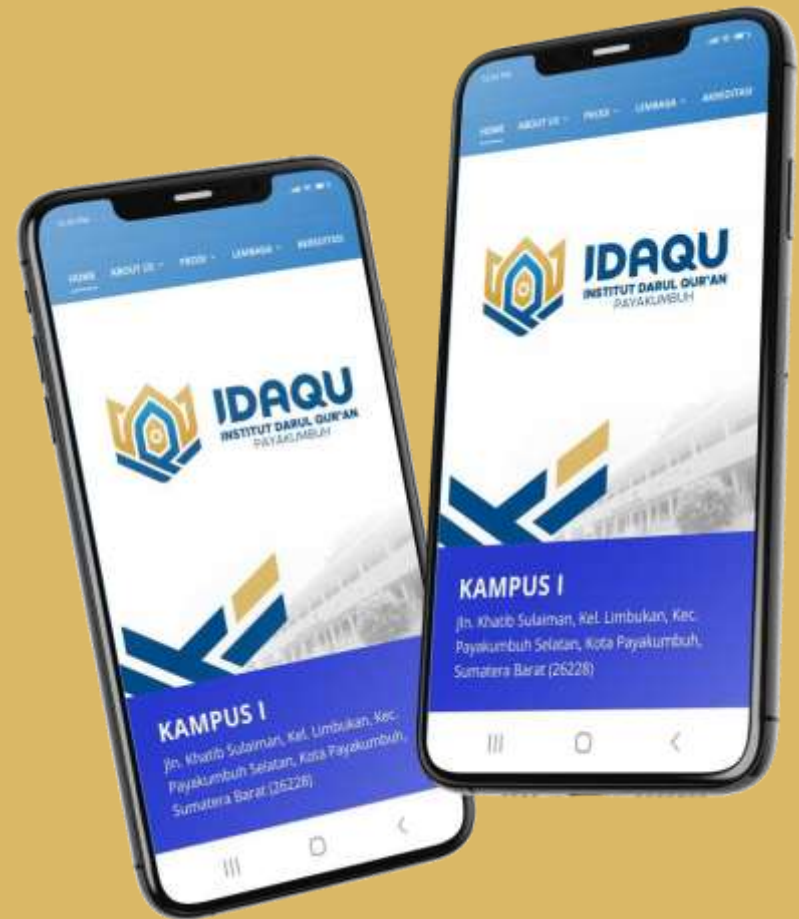 HOME ABOUT US PRODI LEMBAGA AKREDITASI
IDAQU
INSTITUT DARUL QUR'AN
PAYAKUMBUH
KAMPUS I
Jln. Khatib Sulaiman, Kel. Limbukan, Kec.
Payakumbuh Selatan, Kota Payakumbuh,
Sumatera Barat (26228)
HOME ABOUT US PRODI LEMBAGA AKREDITASI
IDAQU
INSTITUT DARUL QUR'AN
PAYAKUMBUH
KAMPUS I
Jln. Khatib Sulaiman, Kel. Limbukan, Kec.
Payakumbuh Selatan, Kota Payakumbuh,
Sumatera Barat (26228)